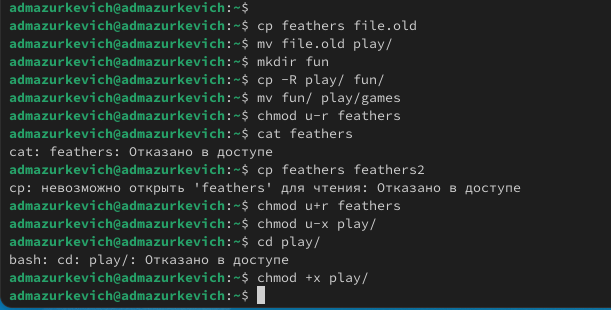 admazurkevich@admazurkevich:~$
admazurkevich@admazurkevich:~$ cp feathers file.old
admazurkevich@admazurkevich:~$ mv file.old play/
admazurkevich@admazurkevich:~$ mkdir fun
admazurkevich@admazurkevich:~$ cp -R play/ fun/
admazurkevich@admazurkevich:~$ mv fun/ play/games
admazurkevich@admazurkevich:~$ chmod u-r feathers
admazurkevich@admazurkevich:~$ cat feathers
cat: feathers: Отказано в доступе
admazurkevich@admazurkevich:~$ cp feathers feathers2
cp: невозможно открыть 'feathers' для чтения: Отказано в доступе
admazurkevich@admazurkevich:~$ chmod u+r feathers
admazurkevich@admazurkevich:~$ chmod u-x play/
admazurkevich@admazurkevich:~$ cd play/
bash: cd: play/: Отказано в доступе
admazurkevich@admazurkevich:~$ chmod +x play/
admazurkevich@admazurkevich:~$